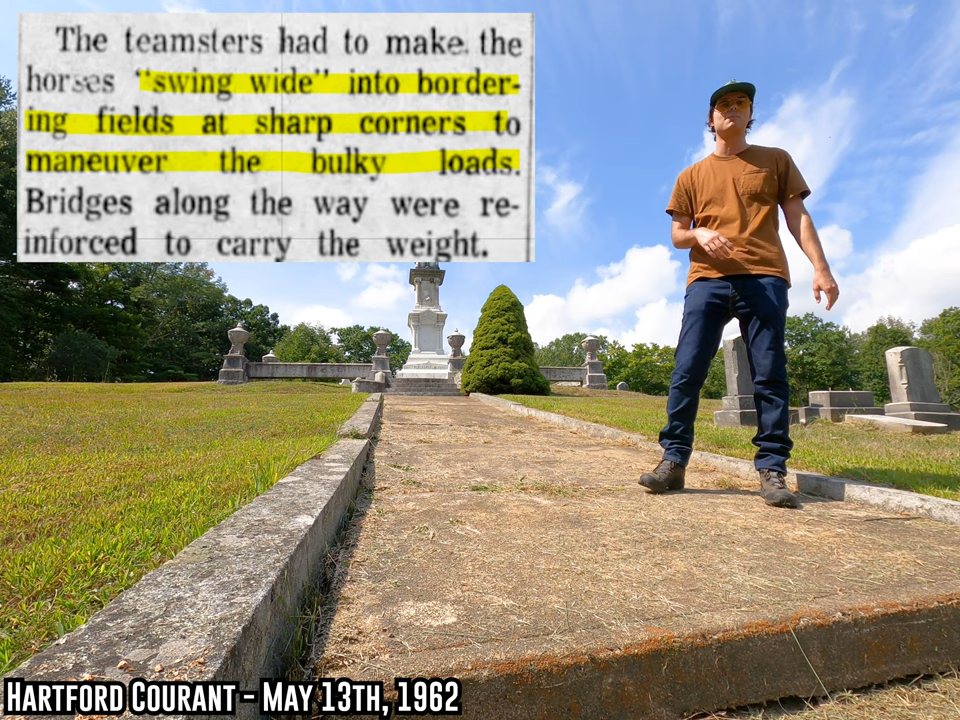 The teamsters had to make the
horses "swing wide" into border-
ing fields at sharp corners to
maneuver the bulky loads.
Bridges along the way were re-
inforced to carry the weight.
HARTFORD COURANT - MAY 13TH, 1962